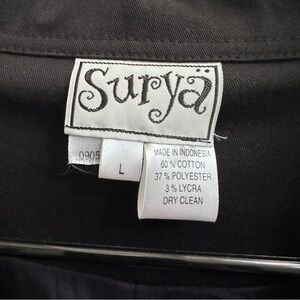 Suryä
0905
L
MADE IN INDONESIA
60 % COTTON
37 % POLYESTER
3 % LYCRA
DRY CLEAN